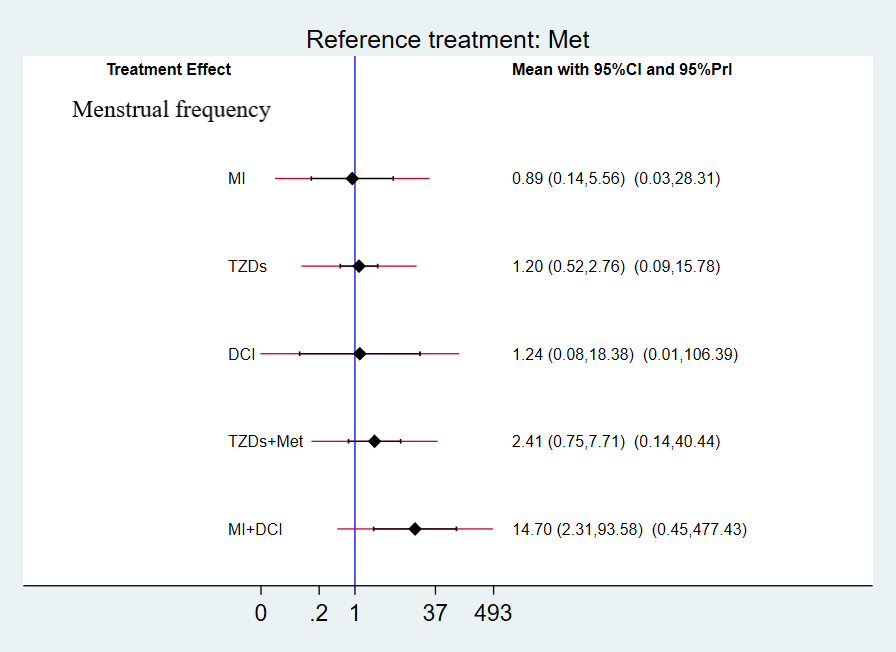 Reference treatment: Met
Treatment Effect Mean with 95%CI and 95%PrI
Menstrual frequency
MI 0.89 (0.14,5.56) (0.03,28.31)
TZDs 1.20 (0.52,2.76) (0.09,15.78)
DCI 1.24 (0.08,18.38) (0.01,106.39)
TZDs+Met 2.41 (0.75,7.71) (0.14,40.44)
MI+DCI 14.70 (2.31,93.58) (0.45,477.43)
0 .2 1 37 493